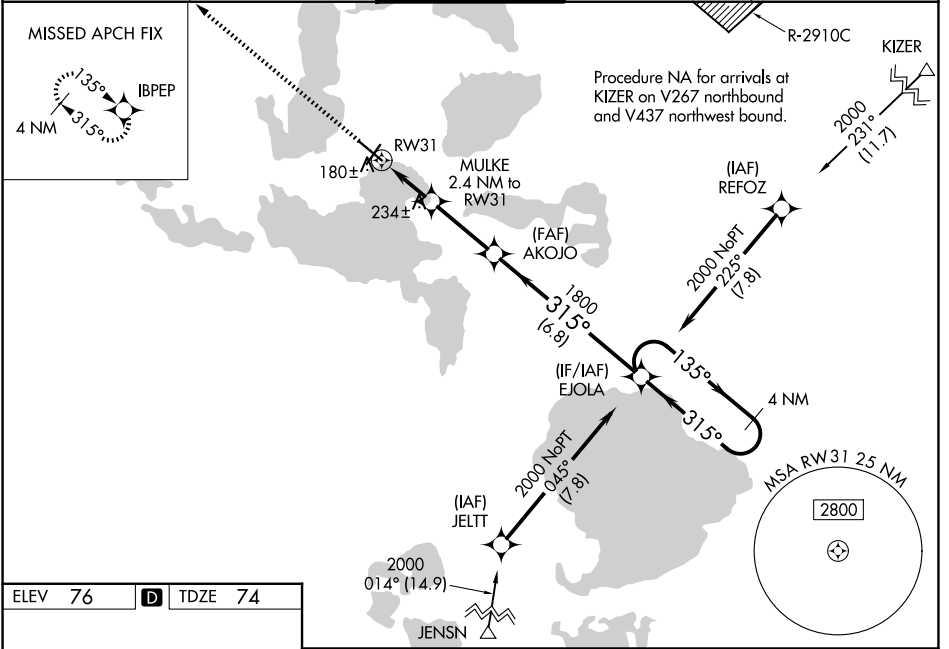 MISSED APCH FIX
135°
IBPEP
4 NM
315°
R-2910C
KIZER
Procedure NA for arrivals at
KIZER on V267 northbound
and V437 northwest bound.
2000
231°
(11.7)
RW31
180±
MULKE
2.4 NM to
RW31
234±
(IAF)
REFOZ
(FAF)
AKOJO
2000 NoPT
225°
(7.8)
1800
315°
(6.8)
(IF/IAF)
EJOLA
135°
4 NM
315°
2000 NoPT
045°
(7.8)
MSA RW31 25 NM
2800
(IAF)
JELTT
2000
014° (14.9)
JENSN
ELEV 76 D TDZE 74